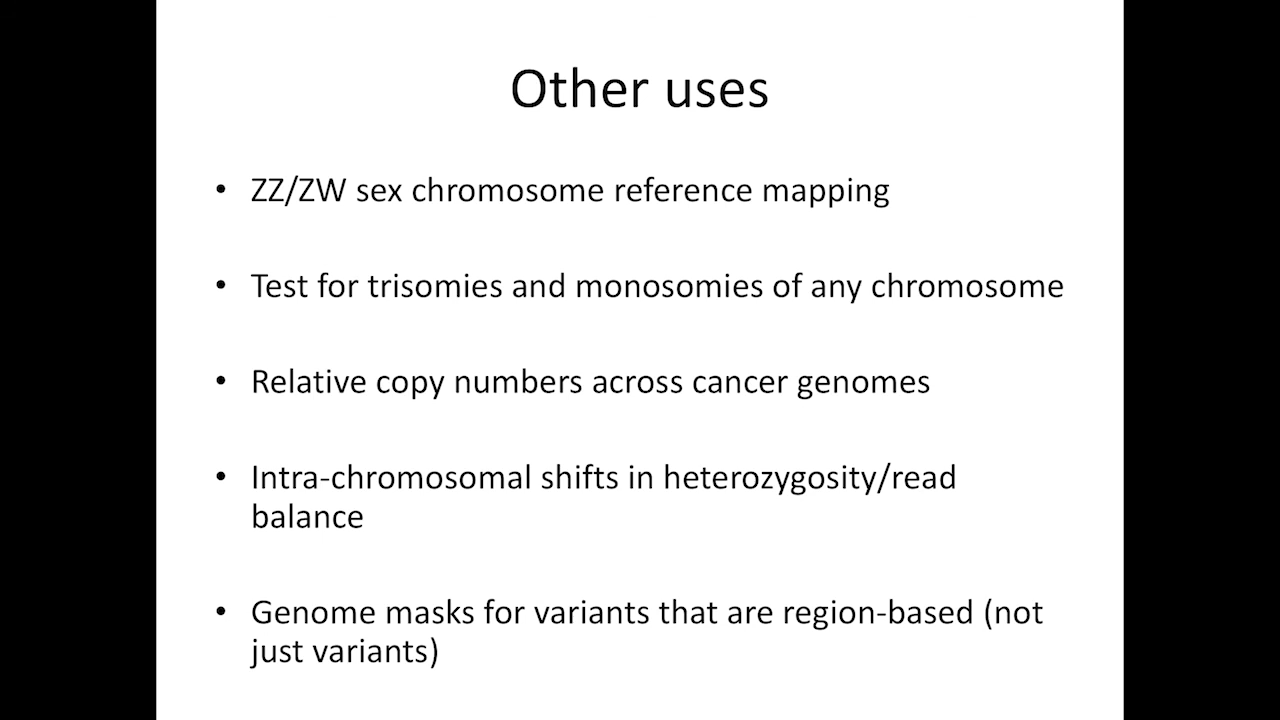 Other uses
• ZZ/ZW sex chromosome reference mapping
• Test for trisomies and monosomies of any chromosome
• Relative copy numbers across cancer genomes
• Intra-chromosomal shifts in heterozygosity/read
balance
• Genome masks for variants that are region-based (not
just variants)